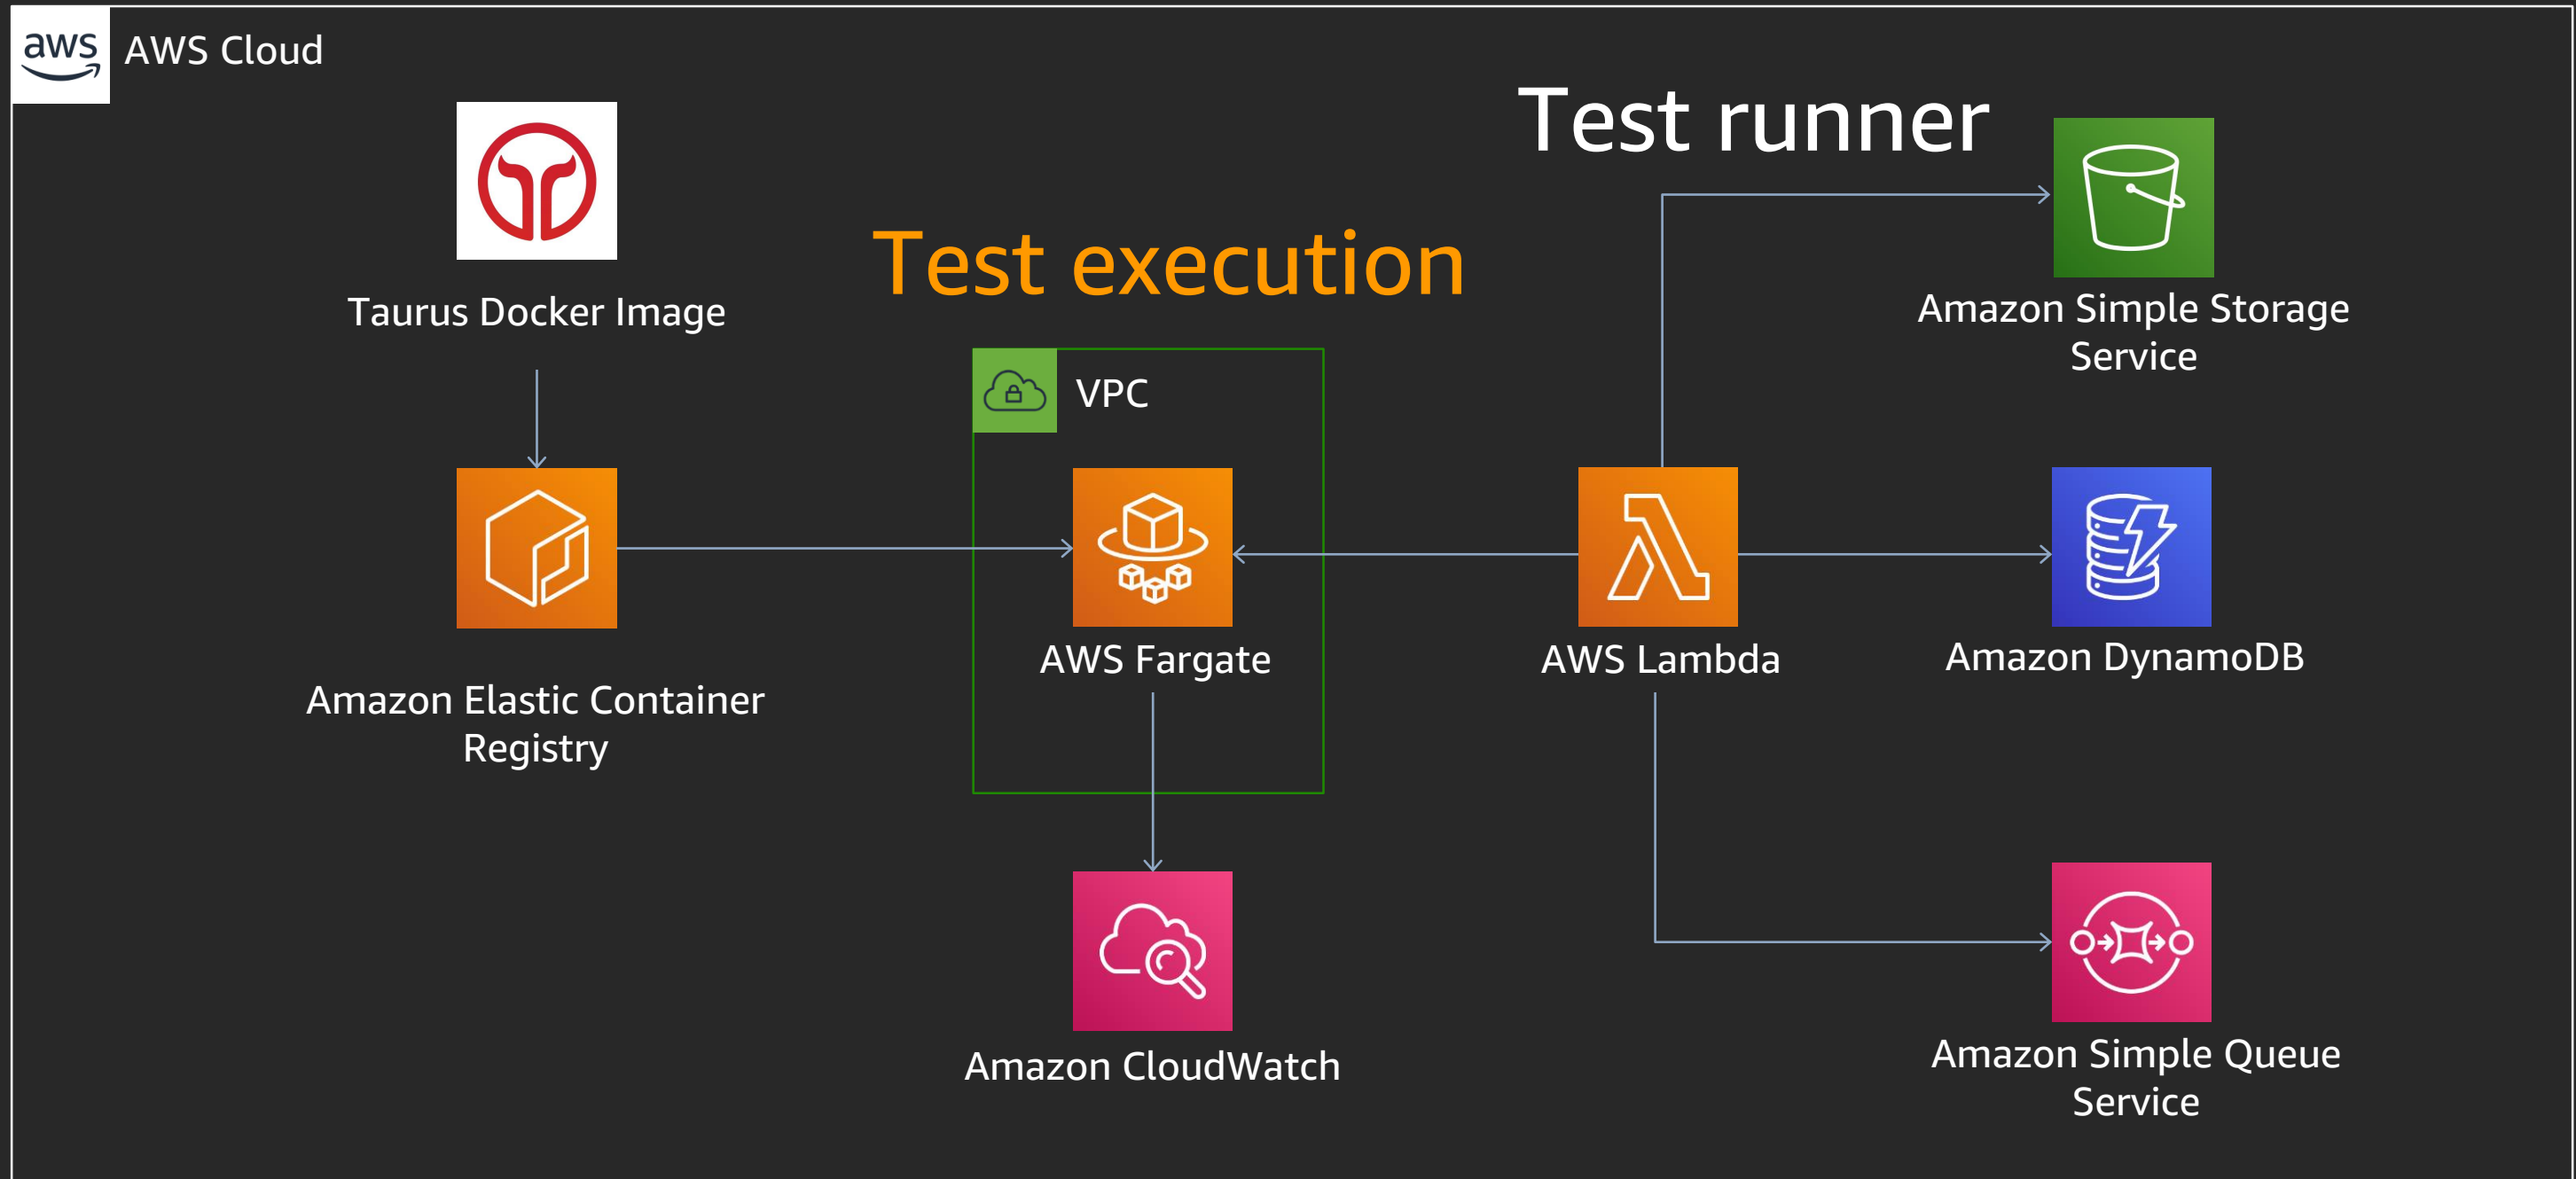 aws
AWS Cloud
Test runner
Taurus Docker Image
Test execution
Amazon Simple Storage
Service
VPC
Amazon Elastic Container
Registry
AWS Fargate
AWS Lambda
Amazon DynamoDB
Amazon CloudWatch
Amazon Simple Queue
Service